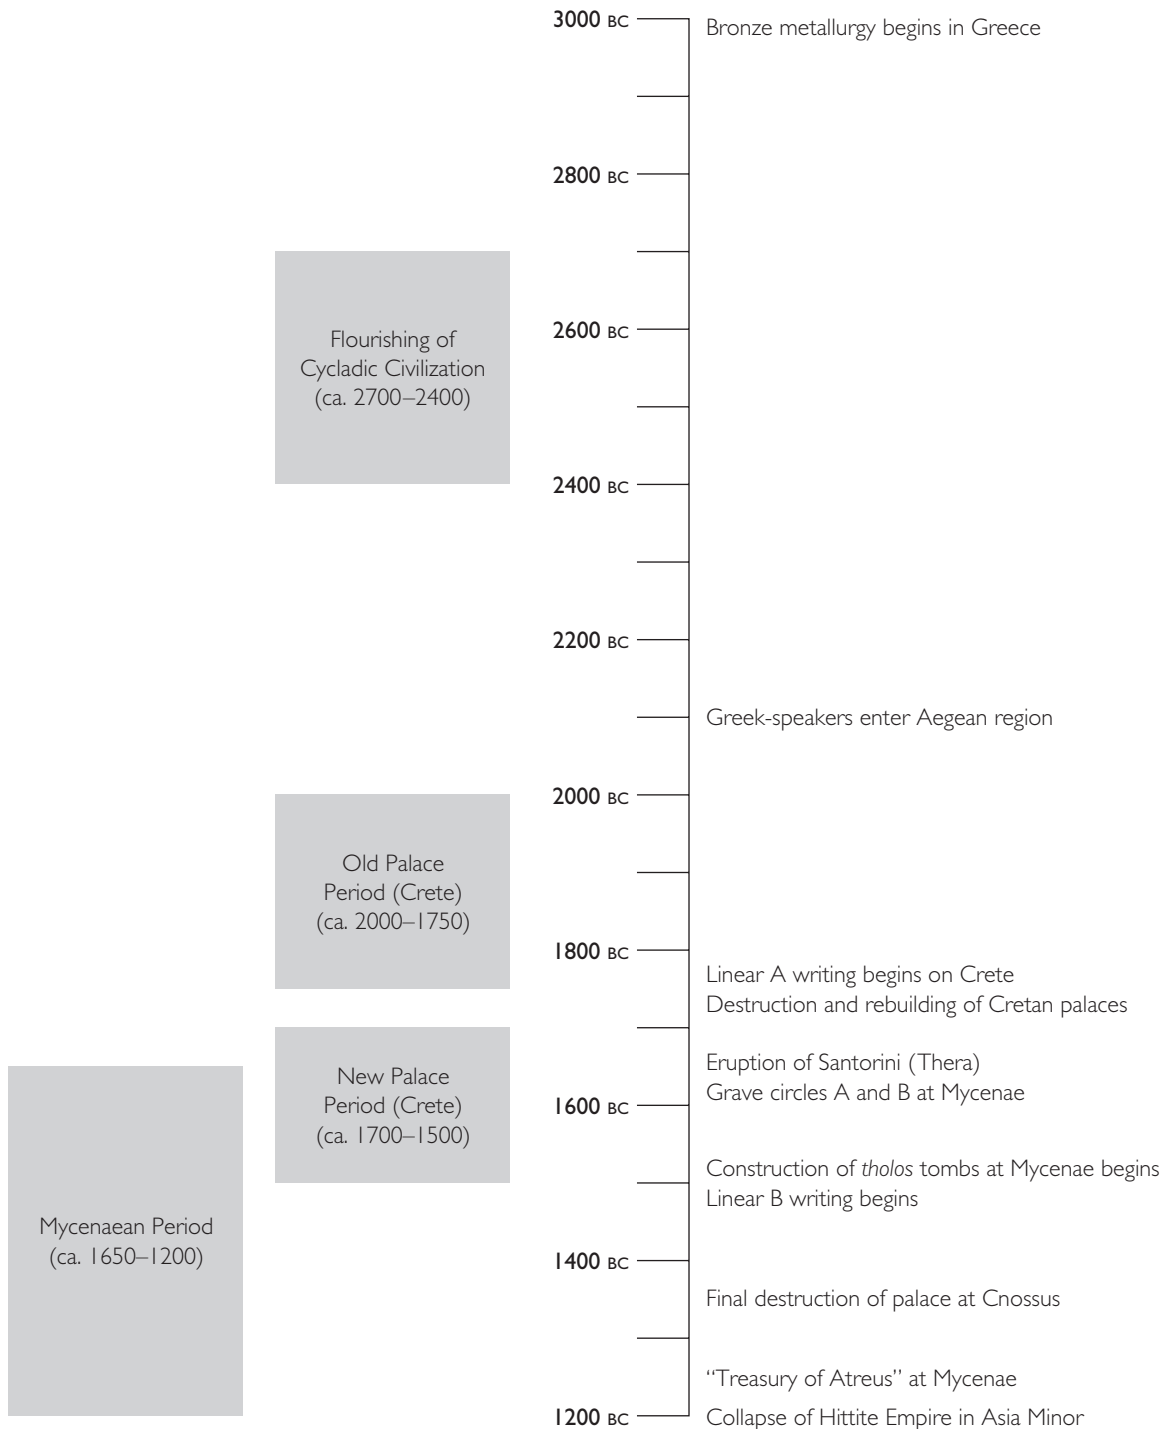 3000 BC
Bronze metallurgy begins in Greece
2800 BC
Flourishing of
Cycladic Civilization
(ca. 2700–2400)
2600 BC
2400 BC
2200 BC
Greek-speakers enter Aegean region
2000 BC
Old Palace
Period (Crete)
(ca. 2000–1750)
1800 BC
Linear A writing begins on Crete
Destruction and rebuilding of Cretan palaces
New Palace
Period (Crete)
(ca. 1700–1500)
Eruption of Santorini (Thera)
Grave circles A and B at Mycenae
1600 BC
Construction of tholos tombs at Mycenae begins
Linear B writing begins
Mycenaean Period
(ca. 1650–1200)
1400 BC
Final destruction of palace at Cnossus
“Treasury of Atreus” at Mycenae
1200 BC
Collapse of Hittite Empire in Asia Minor